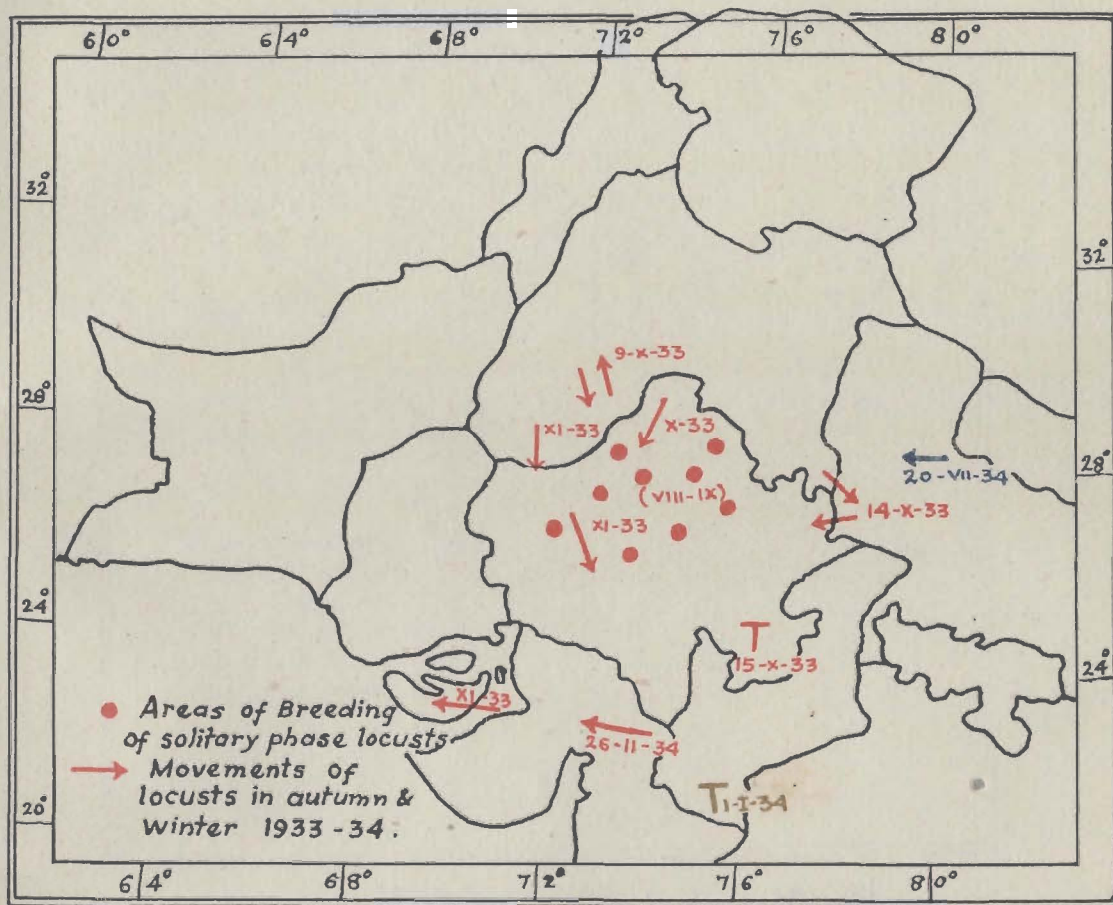 60° 64° 68° 72° 76° 80°
32°
32°
9-X-33
28°
XI-33
X-33
28°
20-VII-34
(VIII-IX)
14-X-33
XI-33
24°
T
15-X-33
24°
XI-33
26-11-34
T1-I-34
Areas of Breeding
of solitary phase locusts
Movements of
locusts in autumn &
Winter 1933-34.
20°
20°
64° 68° 72° 76° 80°